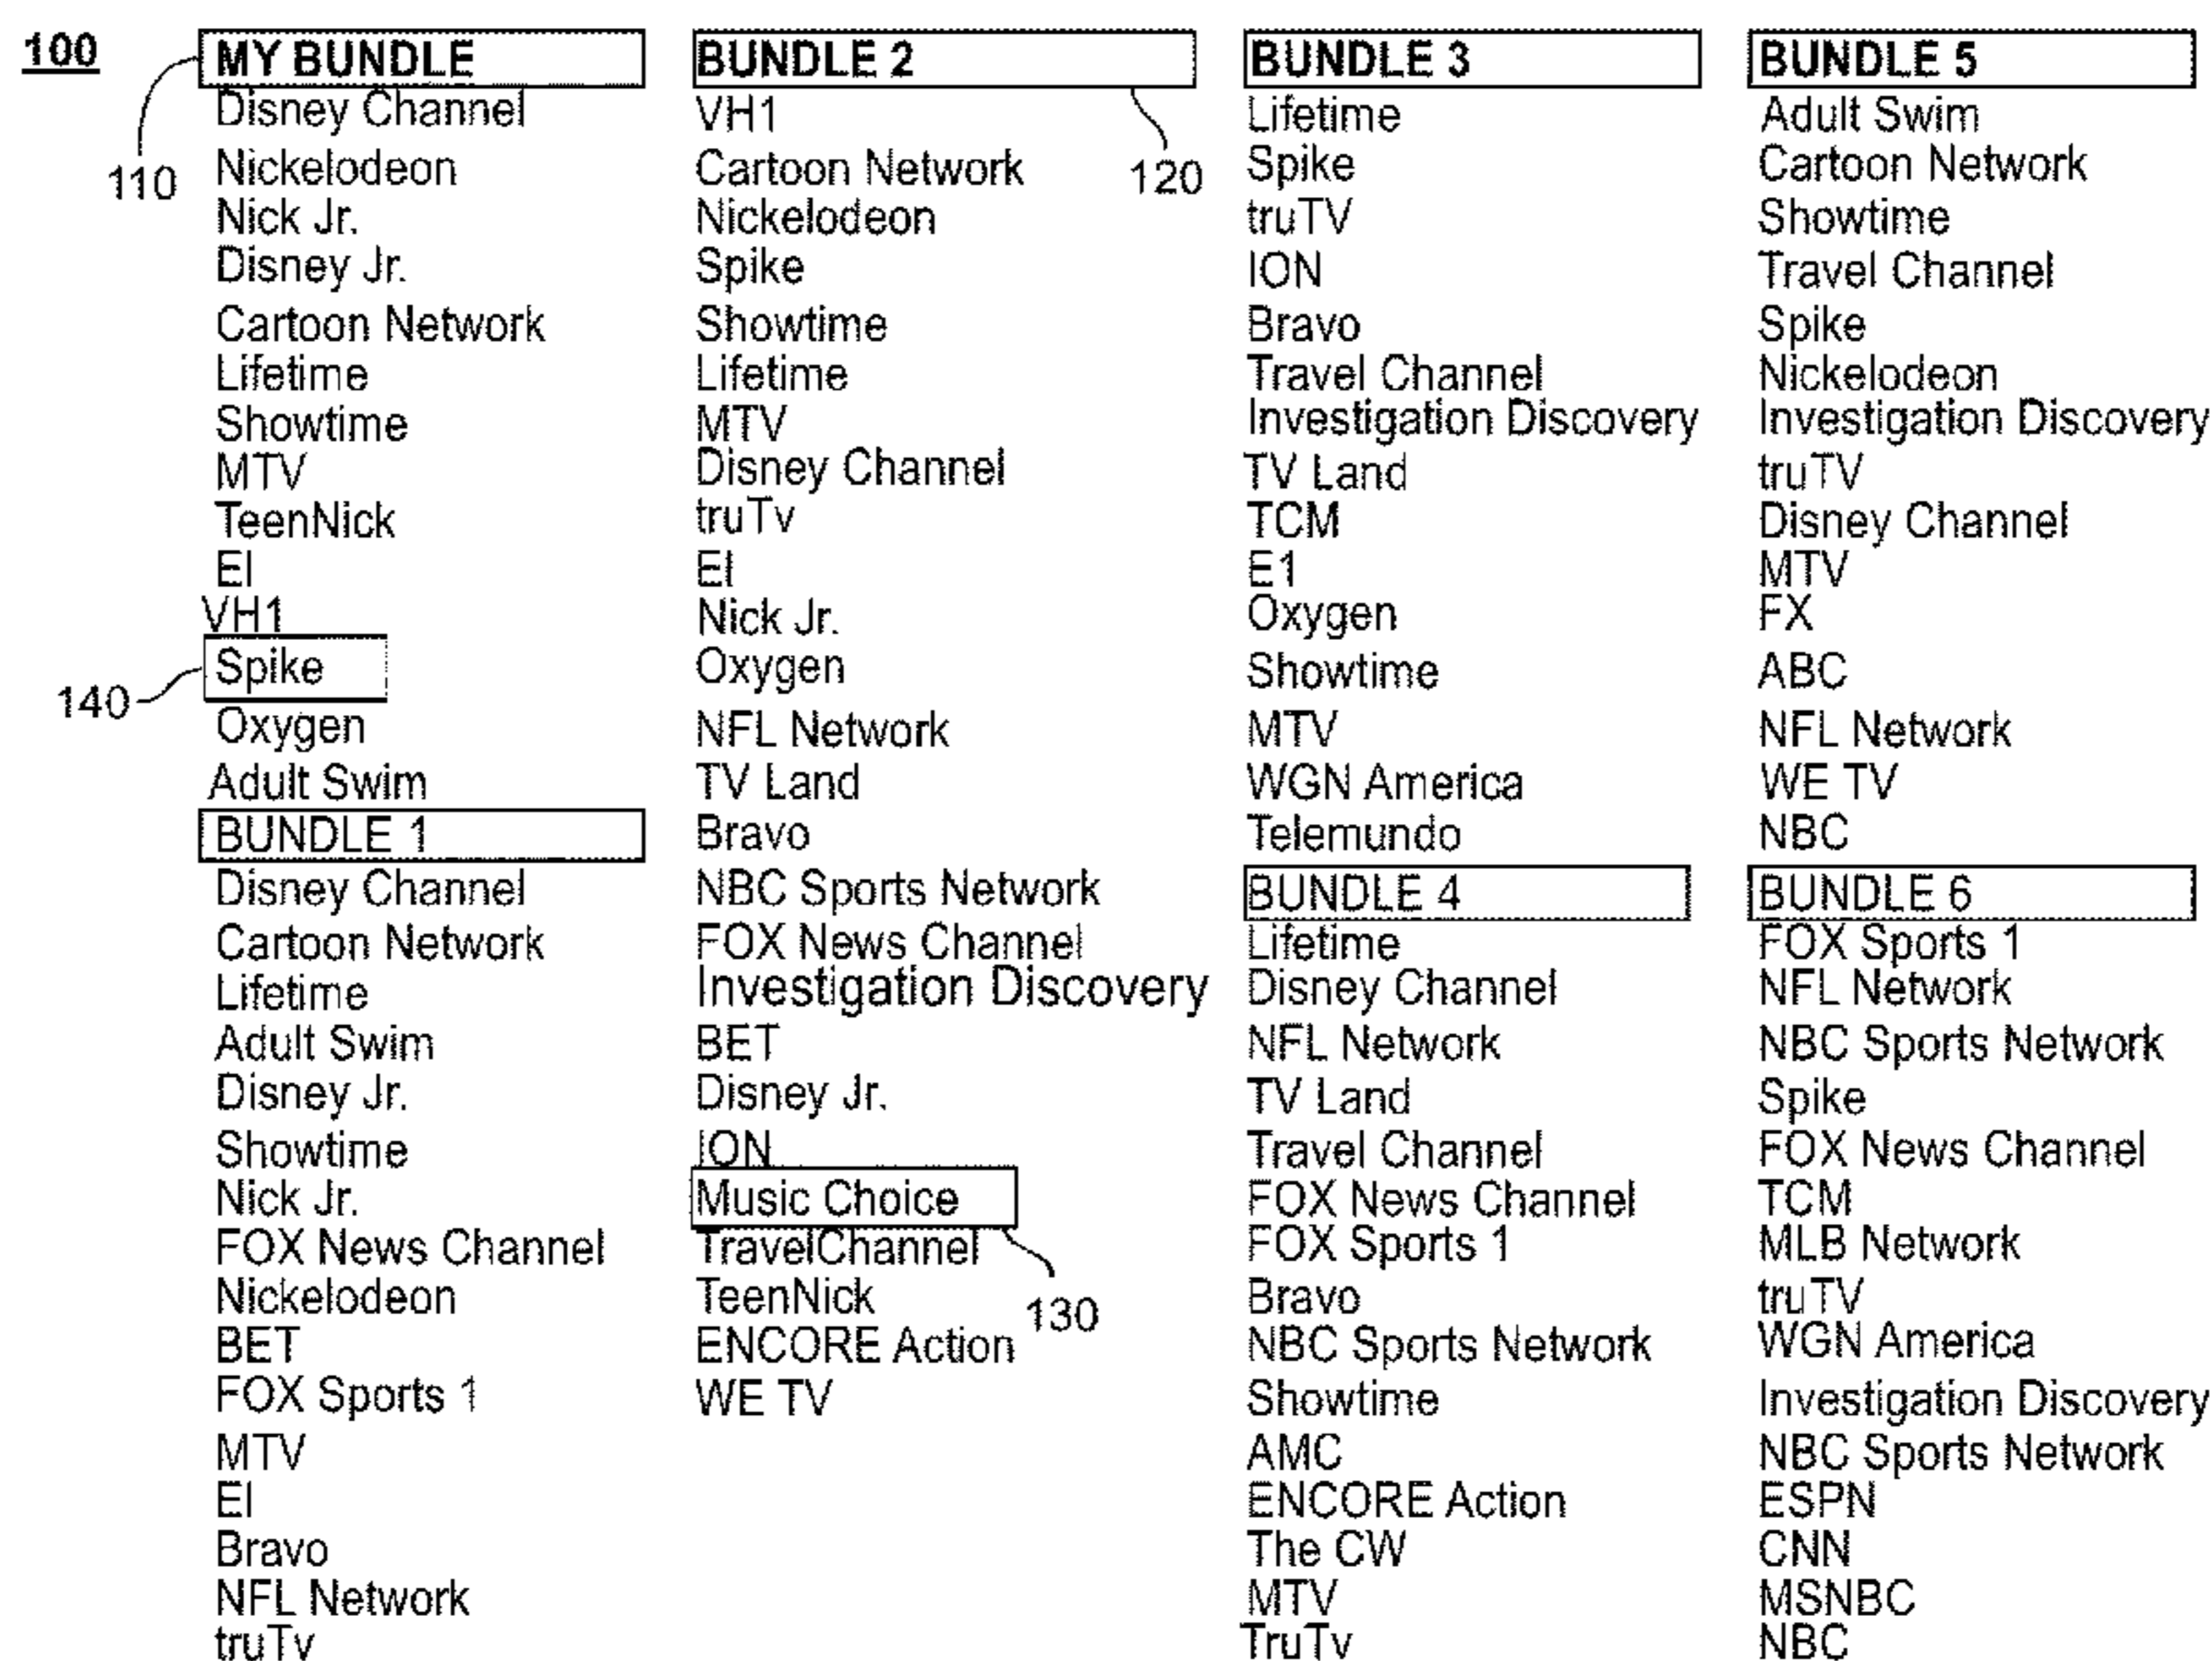 100
MY BUNDLE
Disney Channel
110
Nickelodeon
Nick Jr.
Disney Jr.
Cartoon Network
Lifetime
Showtime
MTV
TeenNick
EI
VH1
Spike
140
Oxygen
Adult Swim
BUNDLE 1
Disney Channel
Cartoon Network
Lifetime
Adult Swim
Disney Jr.
Showtime
Nick Jr.
FOX News Channel
Nickelodeon
BET
FOX Sports 1
MTV
EI
Bravo
NFL Network
truTv
BUNDLE 2
VH1
120
Cartoon Network
Nickelodeon
Spike
Showtime
Lifetime
MTV
Disney Channel
truTv
EI
Nick Jr.
Oxygen
NFL Network
TV Land
Bravo
NBC Sports Network
FOX News Channel
Investigation Discovery
BET
Disney Jr.
ION
Music Choice
TravelChannel
TeenNick
130
ENCORE Action
WE TV
BUNDLE 3
Lifetime
Spike
truTV
ION
Bravo
Travel Channel
Investigation Discovery
TV Land
TCM
E1
Oxygen
Showtime
MTV
WGN America
Telemundo
BUNDLE 4
Lifetime
Disney Channel
NFL Network
TV Land
Travel Channel
FOX News Channel
FOX Sports 1
Bravo
NBC Sports Network
Showtime
AMC
ENCORE Action
The CW
MTV
TruTv
BUNDLE 5
Adult Swim
Cartoon Network
Showtime
Travel Channel
Spike
Nickelodeon
Investigation Discovery
truTV
Disney Channel
MTV
FX
ABC
NFL Network
WE TV
NBC
BUNDLE 6
FOX Sports 1
NFL Network
NBC Sports Network
Spike
FOX News Channel
TCM
MLB Network
truTV
WGN America
Investigation Discovery
NBC Sports Network
ESPN
CNN
MSNBC
NBC